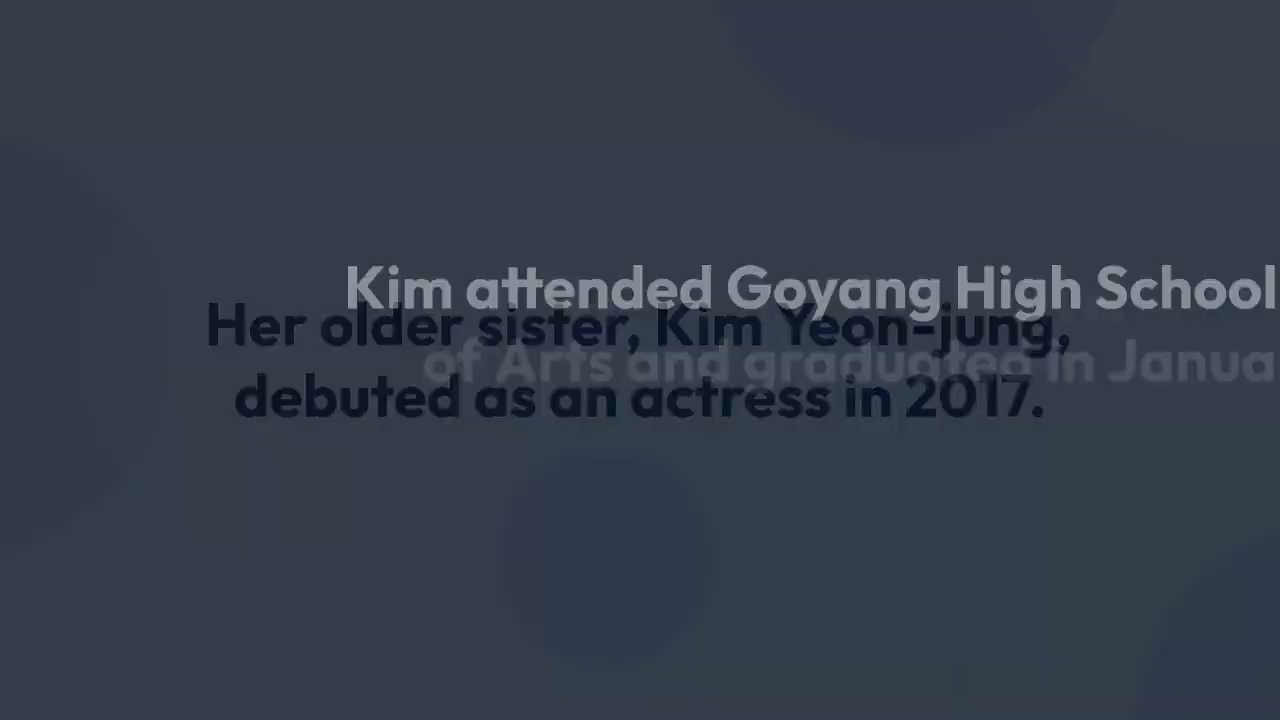 Kim attended Goyang High School
Her older sister, Kim Yeon-jung,
of Arts and graduated in Janua
debuted as an actress in 2017.